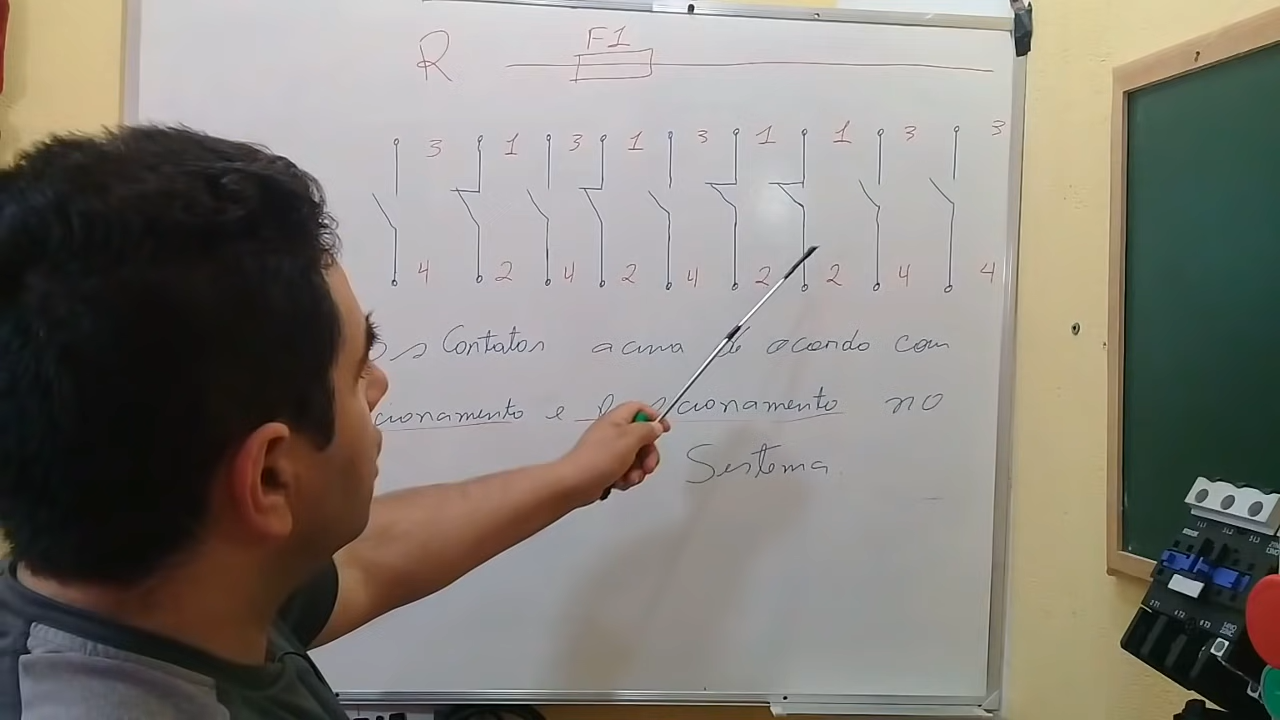 R F1
3 1 3 1 3 1 1 3 3
4 2 4 2 4 2 2 4 4
Contatos acima de acordo com
cionamento e cionamento no
Sistema